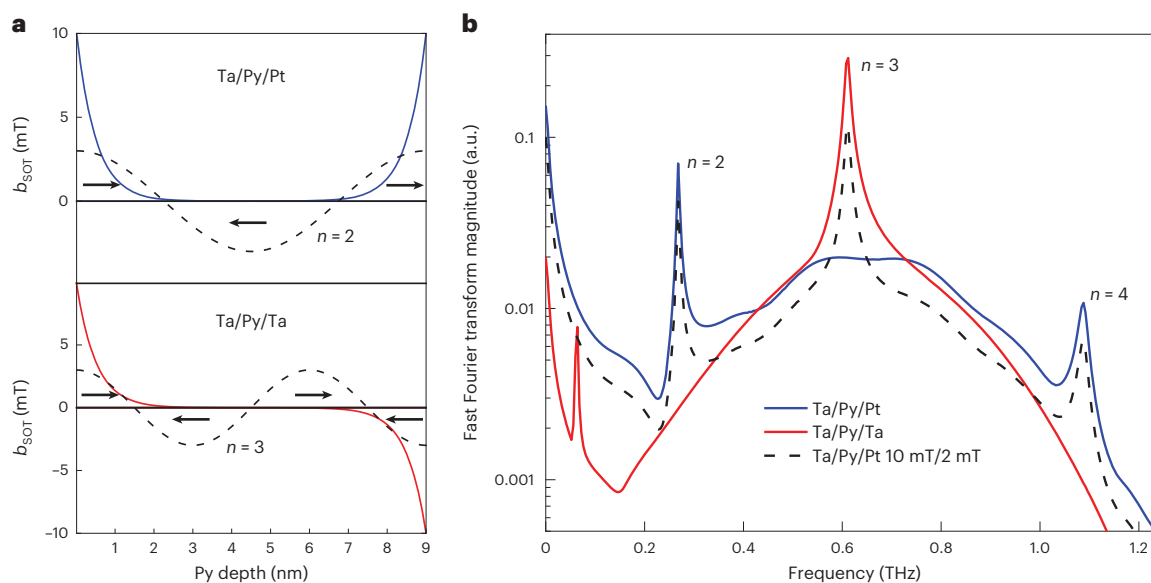 a
10
5
0
Ta/Py/Pt
n = 2
b_SOT (mT)
5
0
−5
−10
Ta/Py/Ta
n = 3
b_SOT (mT)
1 2 3 4 5 6 7 8 9
Py depth (nm)
b
Fast Fourier transform magnitude (a.u.)
0.1
0.01
0.001
n = 2
n = 3
n = 4
Ta/Py/Pt
Ta/Py/Ta
Ta/Py/Pt 10 mT/2 mT
0 0.2 0.4 0.6 0.8 1.0 1.2
Frequency (THz)